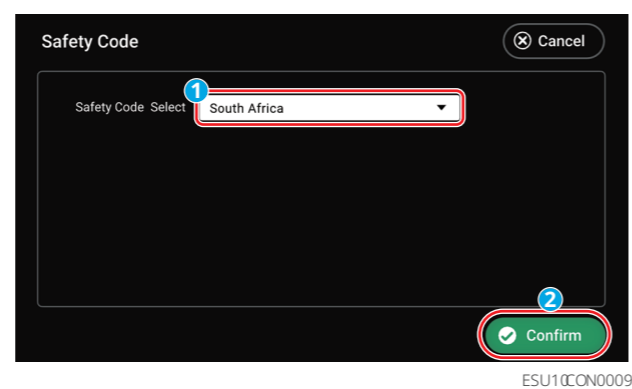 Safety Code
Cancel
1
Safety Code Select
South Africa
2
Confirm
ESU10CON0009